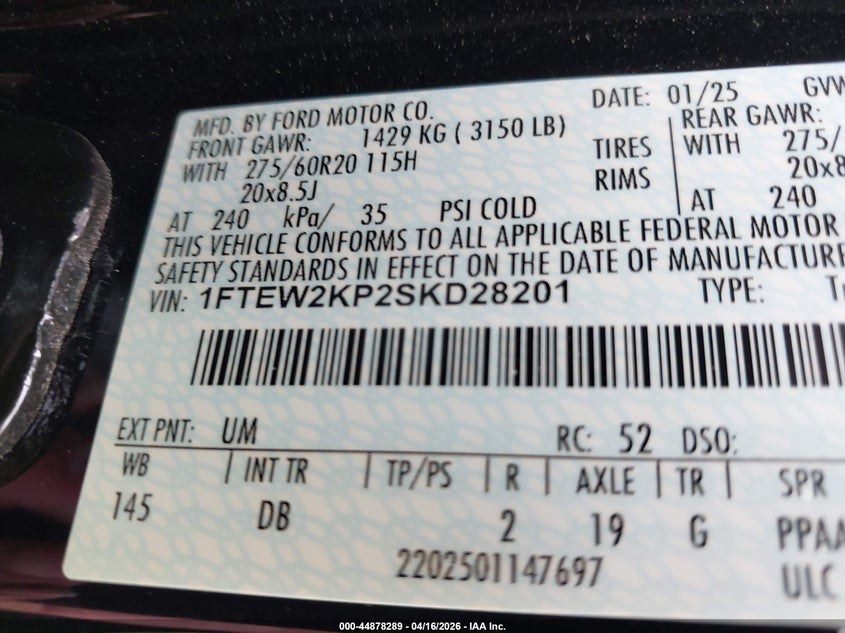 MFD. BY FORD MOTOR CO. DATE: 01/25 GVW
FRONT GAWR: 1429 KG ( 3150 LB) REAR GAWR:
WITH 275/60R20 115H TIRES WITH 275/
20x8.5J RIMS 20x8
AT 240 kPa/ 35 PSI COLD AT 240
THIS VEHICLE CONFORMS TO ALL APPLICABLE FEDERAL MOTOR
SAFETY STANDARDS IN EFFECT ON THE DATE OF MANUFACTURE
VIN: 1FTEW2KP2SKD28201 TYPE:
EXT PNT: UM RC: 52 DSO:
WB INT TR TP/PS R AXLE TR SPR
145 DB 2 19 G PPAA
2202501147697 ULC
000-44878289 - 04/16/2026 - IAA Inc.